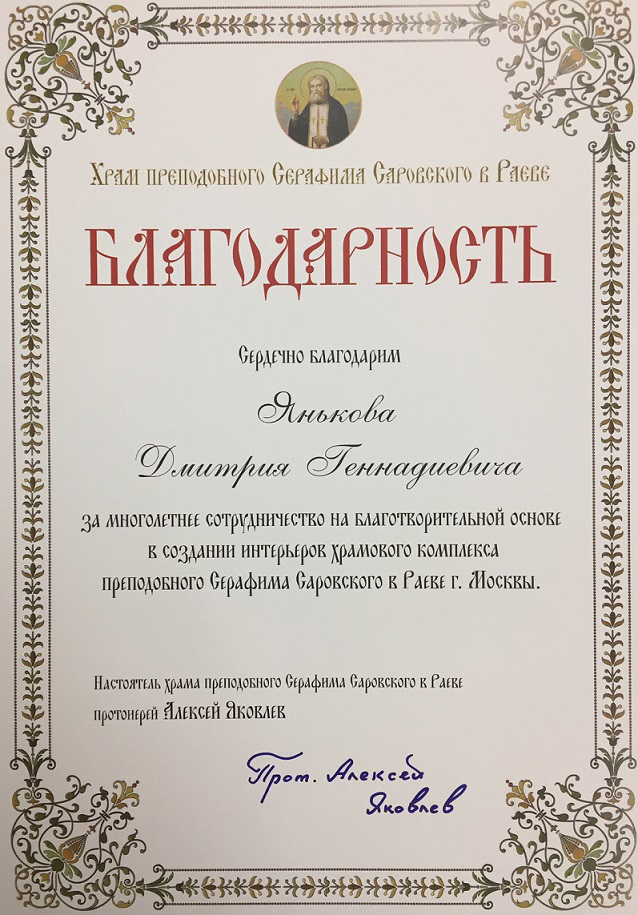 Храм преподобного Серафима Саровского в Раеве
БЛАГОДАРНОСТЬ
Сердечно благодарим
Янькова
Дмитрия Геннадиевича
за многолетнее сотрудничество на благотворительной основе
в создании интерьеров храмового комплекса
преподобного Серафима Саровского в Раеве г. Москвы.
Настоятель храма преподобного Серафима Саровского в Раеве
протоиерей Алексей Яковлев
Прот. Алексей
Яковлев